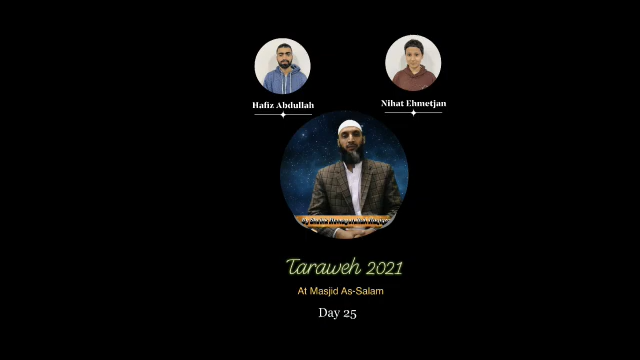 Hafiz Abdullah
Nihat Ehmetjan
Taraweh 2021
At Masjid As-Salam
Day 25